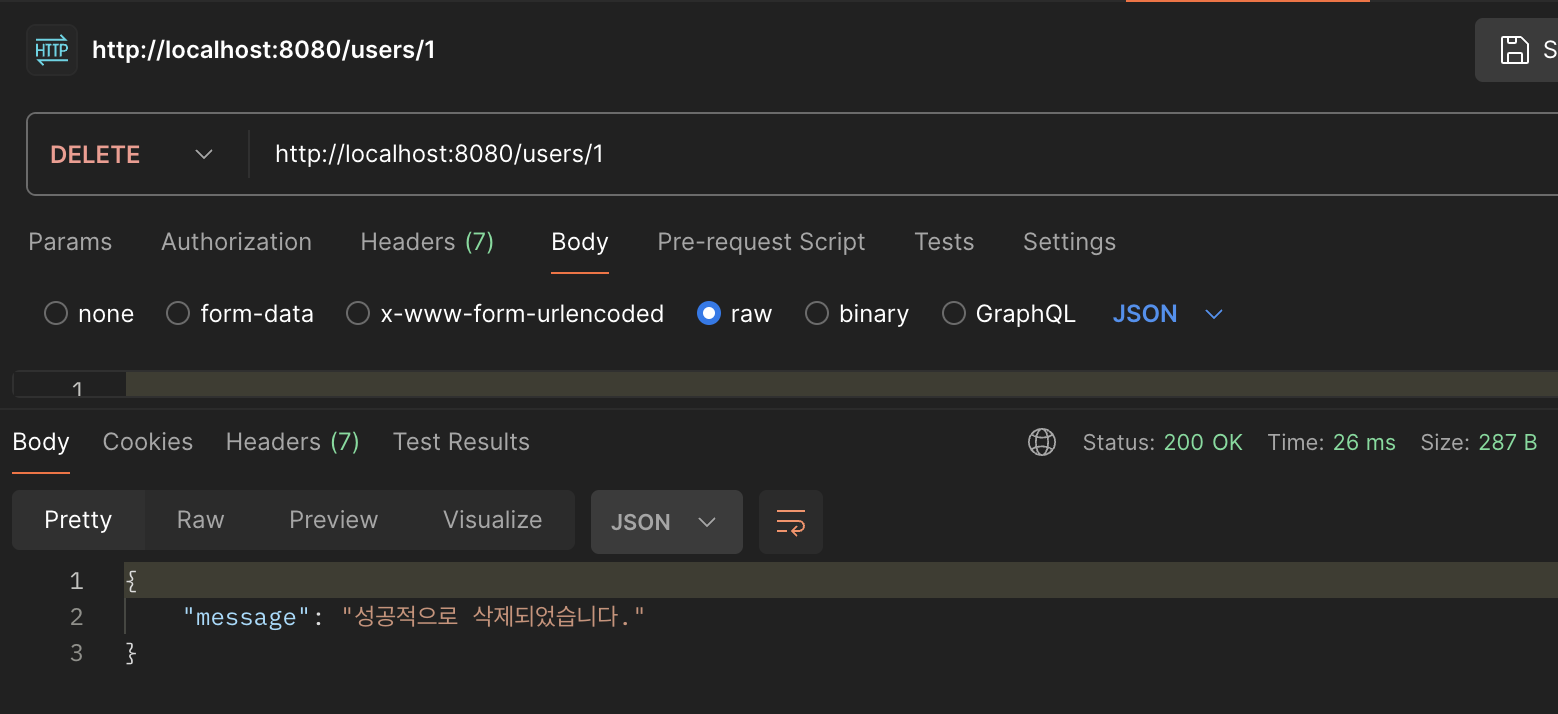 HTTP http://localhost:8080/users/1 S
DELETE http://localhost:8080/users/1
Params Authorization Headers (7) Body Pre-request Script Tests Settings
none form-data x-www-form-urlencoded raw binary GraphQL JSON
1
Body Cookies Headers (7) Test Results Status: 200 OK Time: 26 ms Size: 287 B
Pretty Raw Preview Visualize JSON
1 {
2 "message": "성공적으로 삭제되었습니다."
3 }